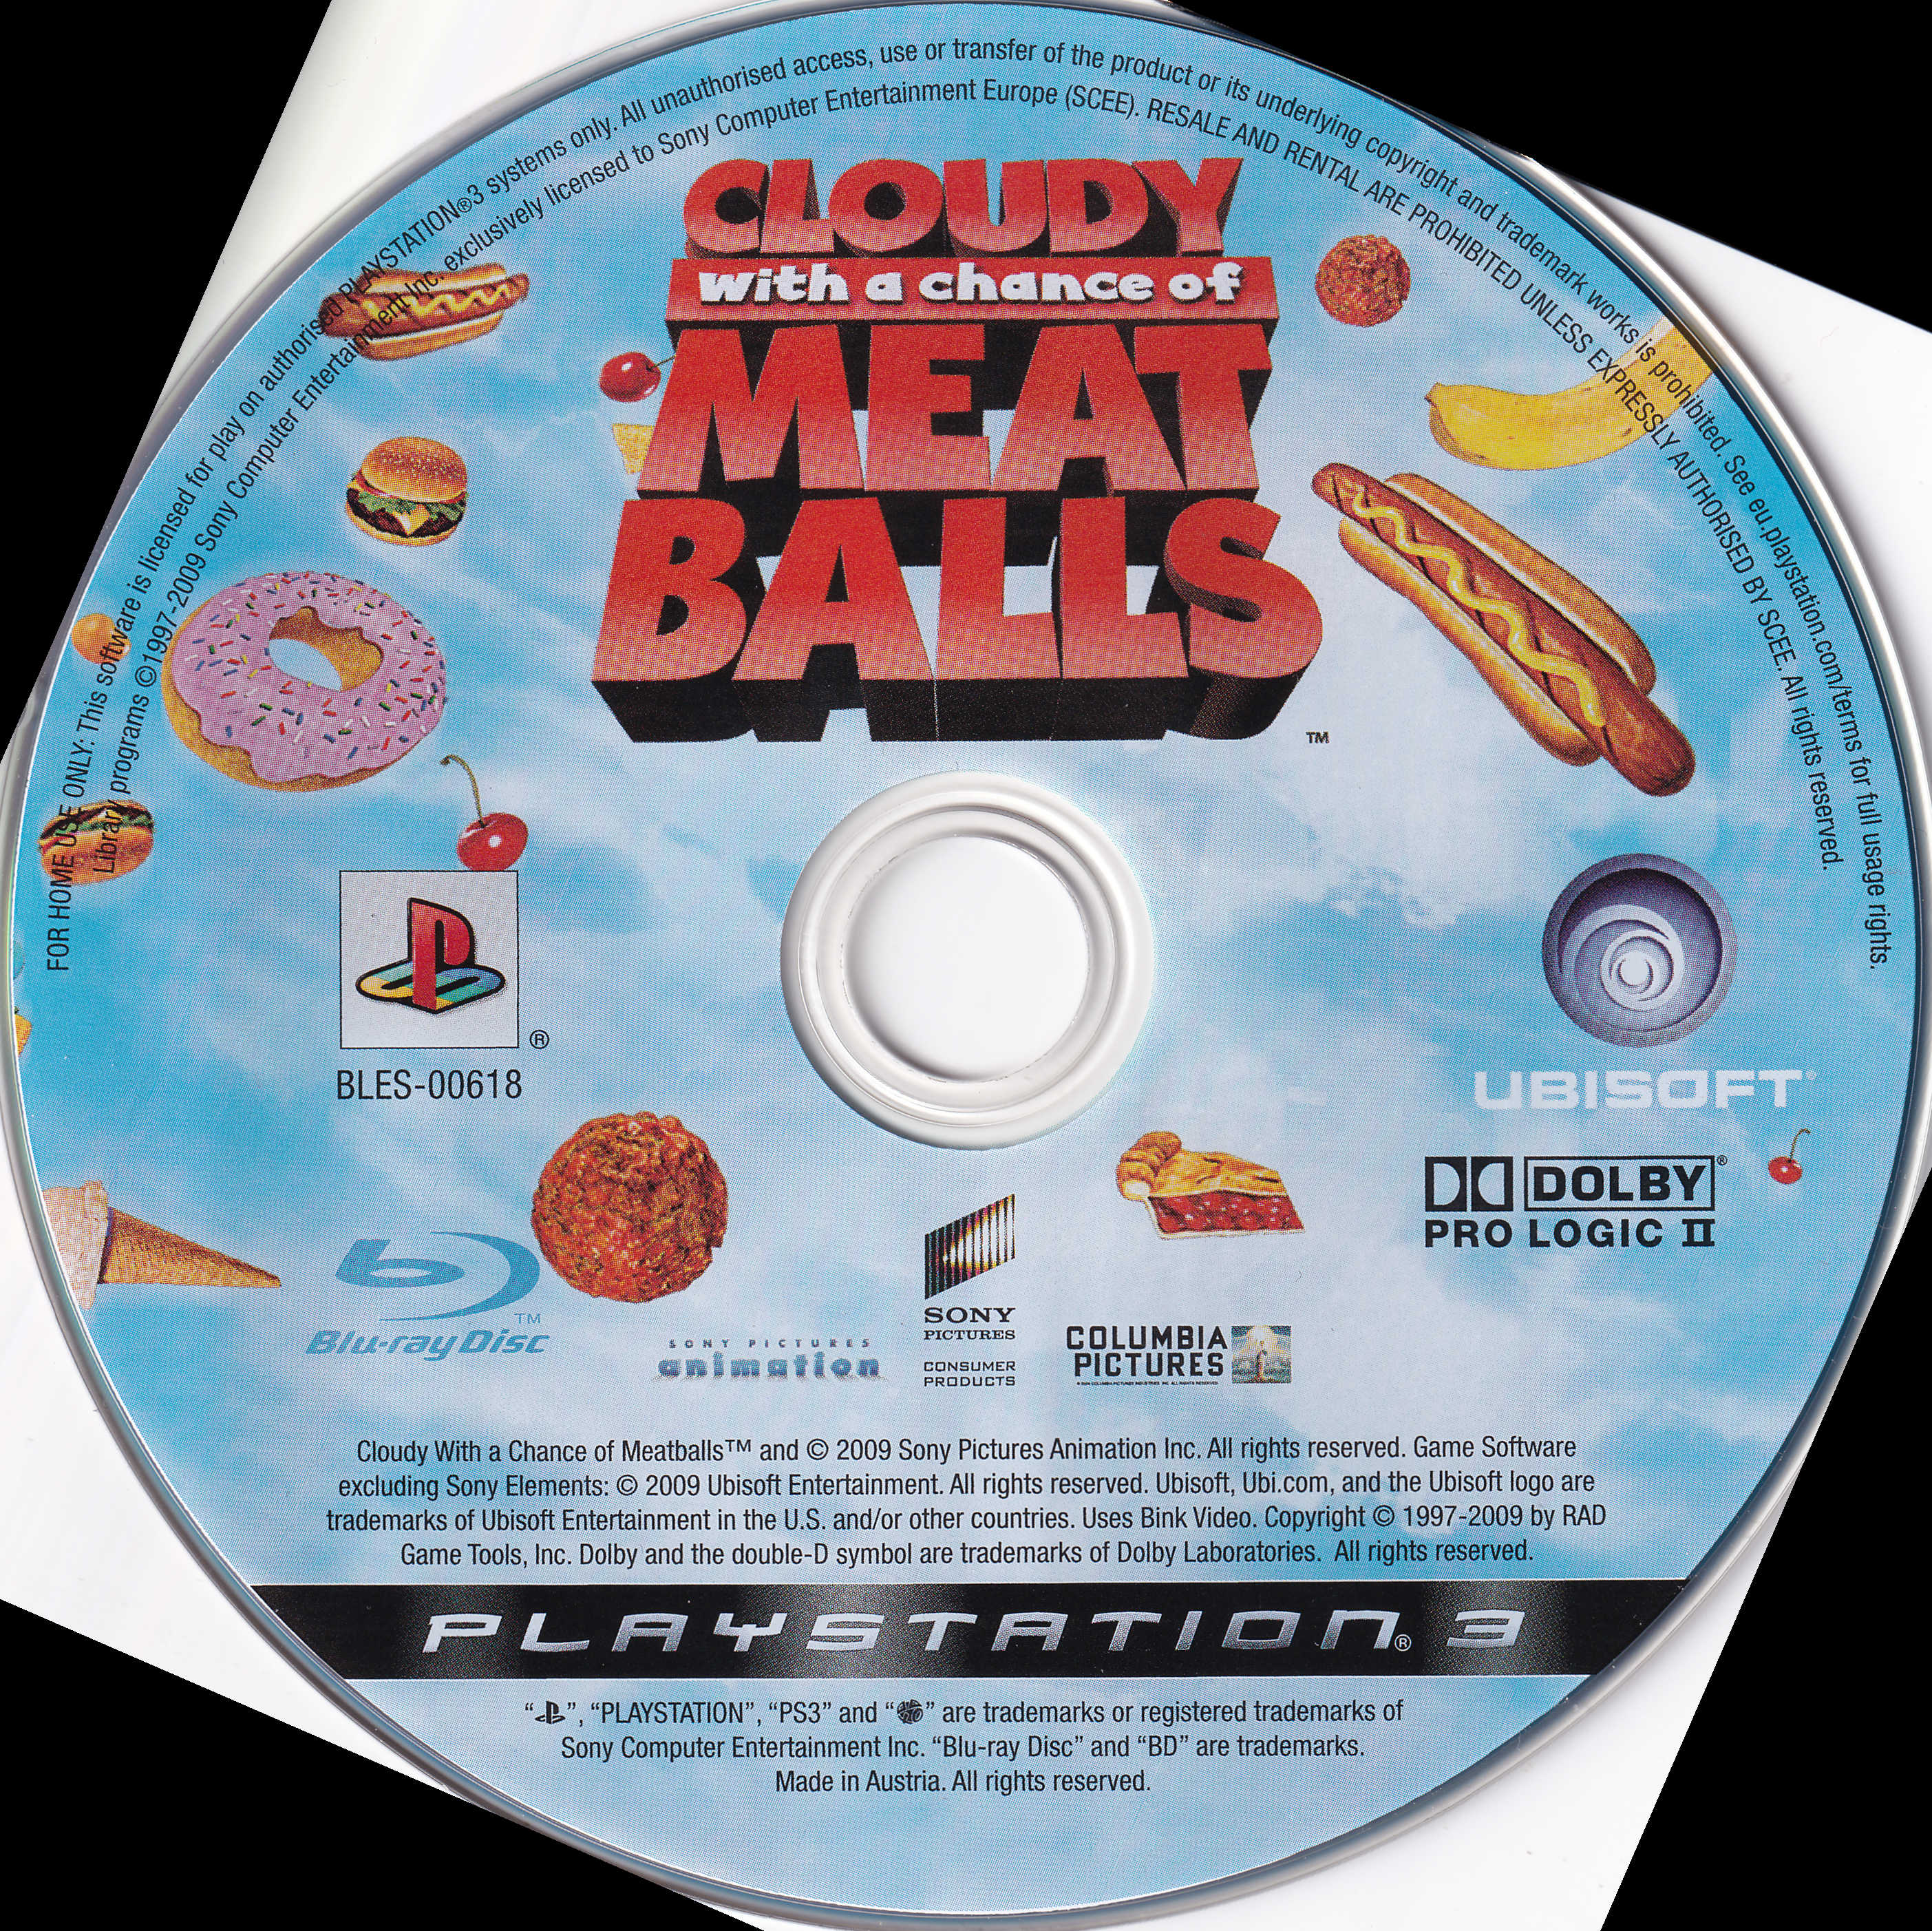 FOR HOME USE ONLY: This software is licensed for play on authorised PLAYSTATION®3 systems only. All unauthorised access, use or transfer of the product or its underlying copyright and trademark works is prohibited. See eu.playstation.com/terms for full usage rights.
Library programs ©1997-2009 Sony Computer Entertainment Inc. exclusively licensed to Sony Computer Entertainment Europe (SCEE). RESALE AND RENTAL ARE PROHIBITED UNLESS EXPRESSLY AUTHORISED BY SCEE. All rights reserved.
CLOUDY
with a chance of
MEAT
BALLS
TM
®
BLES-00618
UBISOFT®
DOLBY®
PRO LOGIC II
TM
Blu-ray Disc
SONY PICTURES
animation
SONY
PICTURES
CONSUMER
PRODUCTS
COLUMBIA
PICTURES
Cloudy With a Chance of Meatballs™ and © 2009 Sony Pictures Animation Inc. All rights reserved. Game Software
excluding Sony Elements: © 2009 Ubisoft Entertainment. All rights reserved. Ubisoft, Ubi.com, and the Ubisoft logo are
trademarks of Ubisoft Entertainment in the U.S. and/or other countries. Uses Bink Video. Copyright © 1997-2009 by RAD
Game Tools, Inc. Dolby and the double-D symbol are trademarks of Dolby Laboratories. All rights reserved.
PLAYSTATION®3
“ ”, “PLAYSTATION”, “PS3” and “ ” are trademarks or registered trademarks of
Sony Computer Entertainment Inc. “Blu-ray Disc” and “BD” are trademarks.
Made in Austria. All rights reserved.